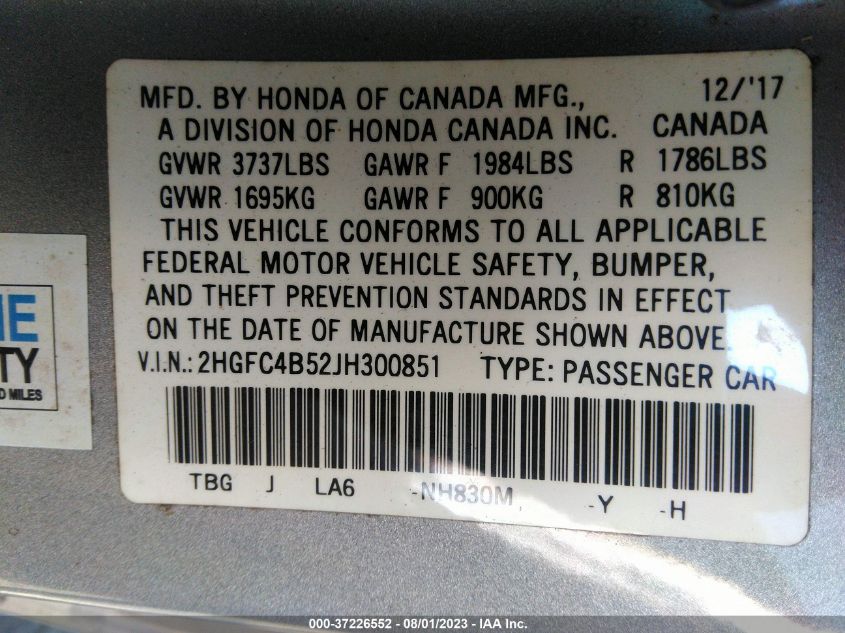 MFD. BY HONDA OF CANADA MFG., 12/'17
A DIVISION OF HONDA CANADA INC. CANADA
GVWR 3737LBS GAWR F 1984LBS R 1786LBS
GVWR 1695KG GAWR F 900KG R 810KG
THIS VEHICLE CONFORMS TO ALL APPLICABLE
FEDERAL MOTOR VEHICLE SAFETY, BUMPER,
AND THEFT PREVENTION STANDARDS IN EFFECT
ON THE DATE OF MANUFACTURE SHOWN ABOVE.
V.I.N.: 2HGFC4B52JH300851 TYPE: PASSENGER CAR
TBG J LA6 -NH830M -Y -H
MILES
000-37226552 - 08/01/2023 - IAA Inc.